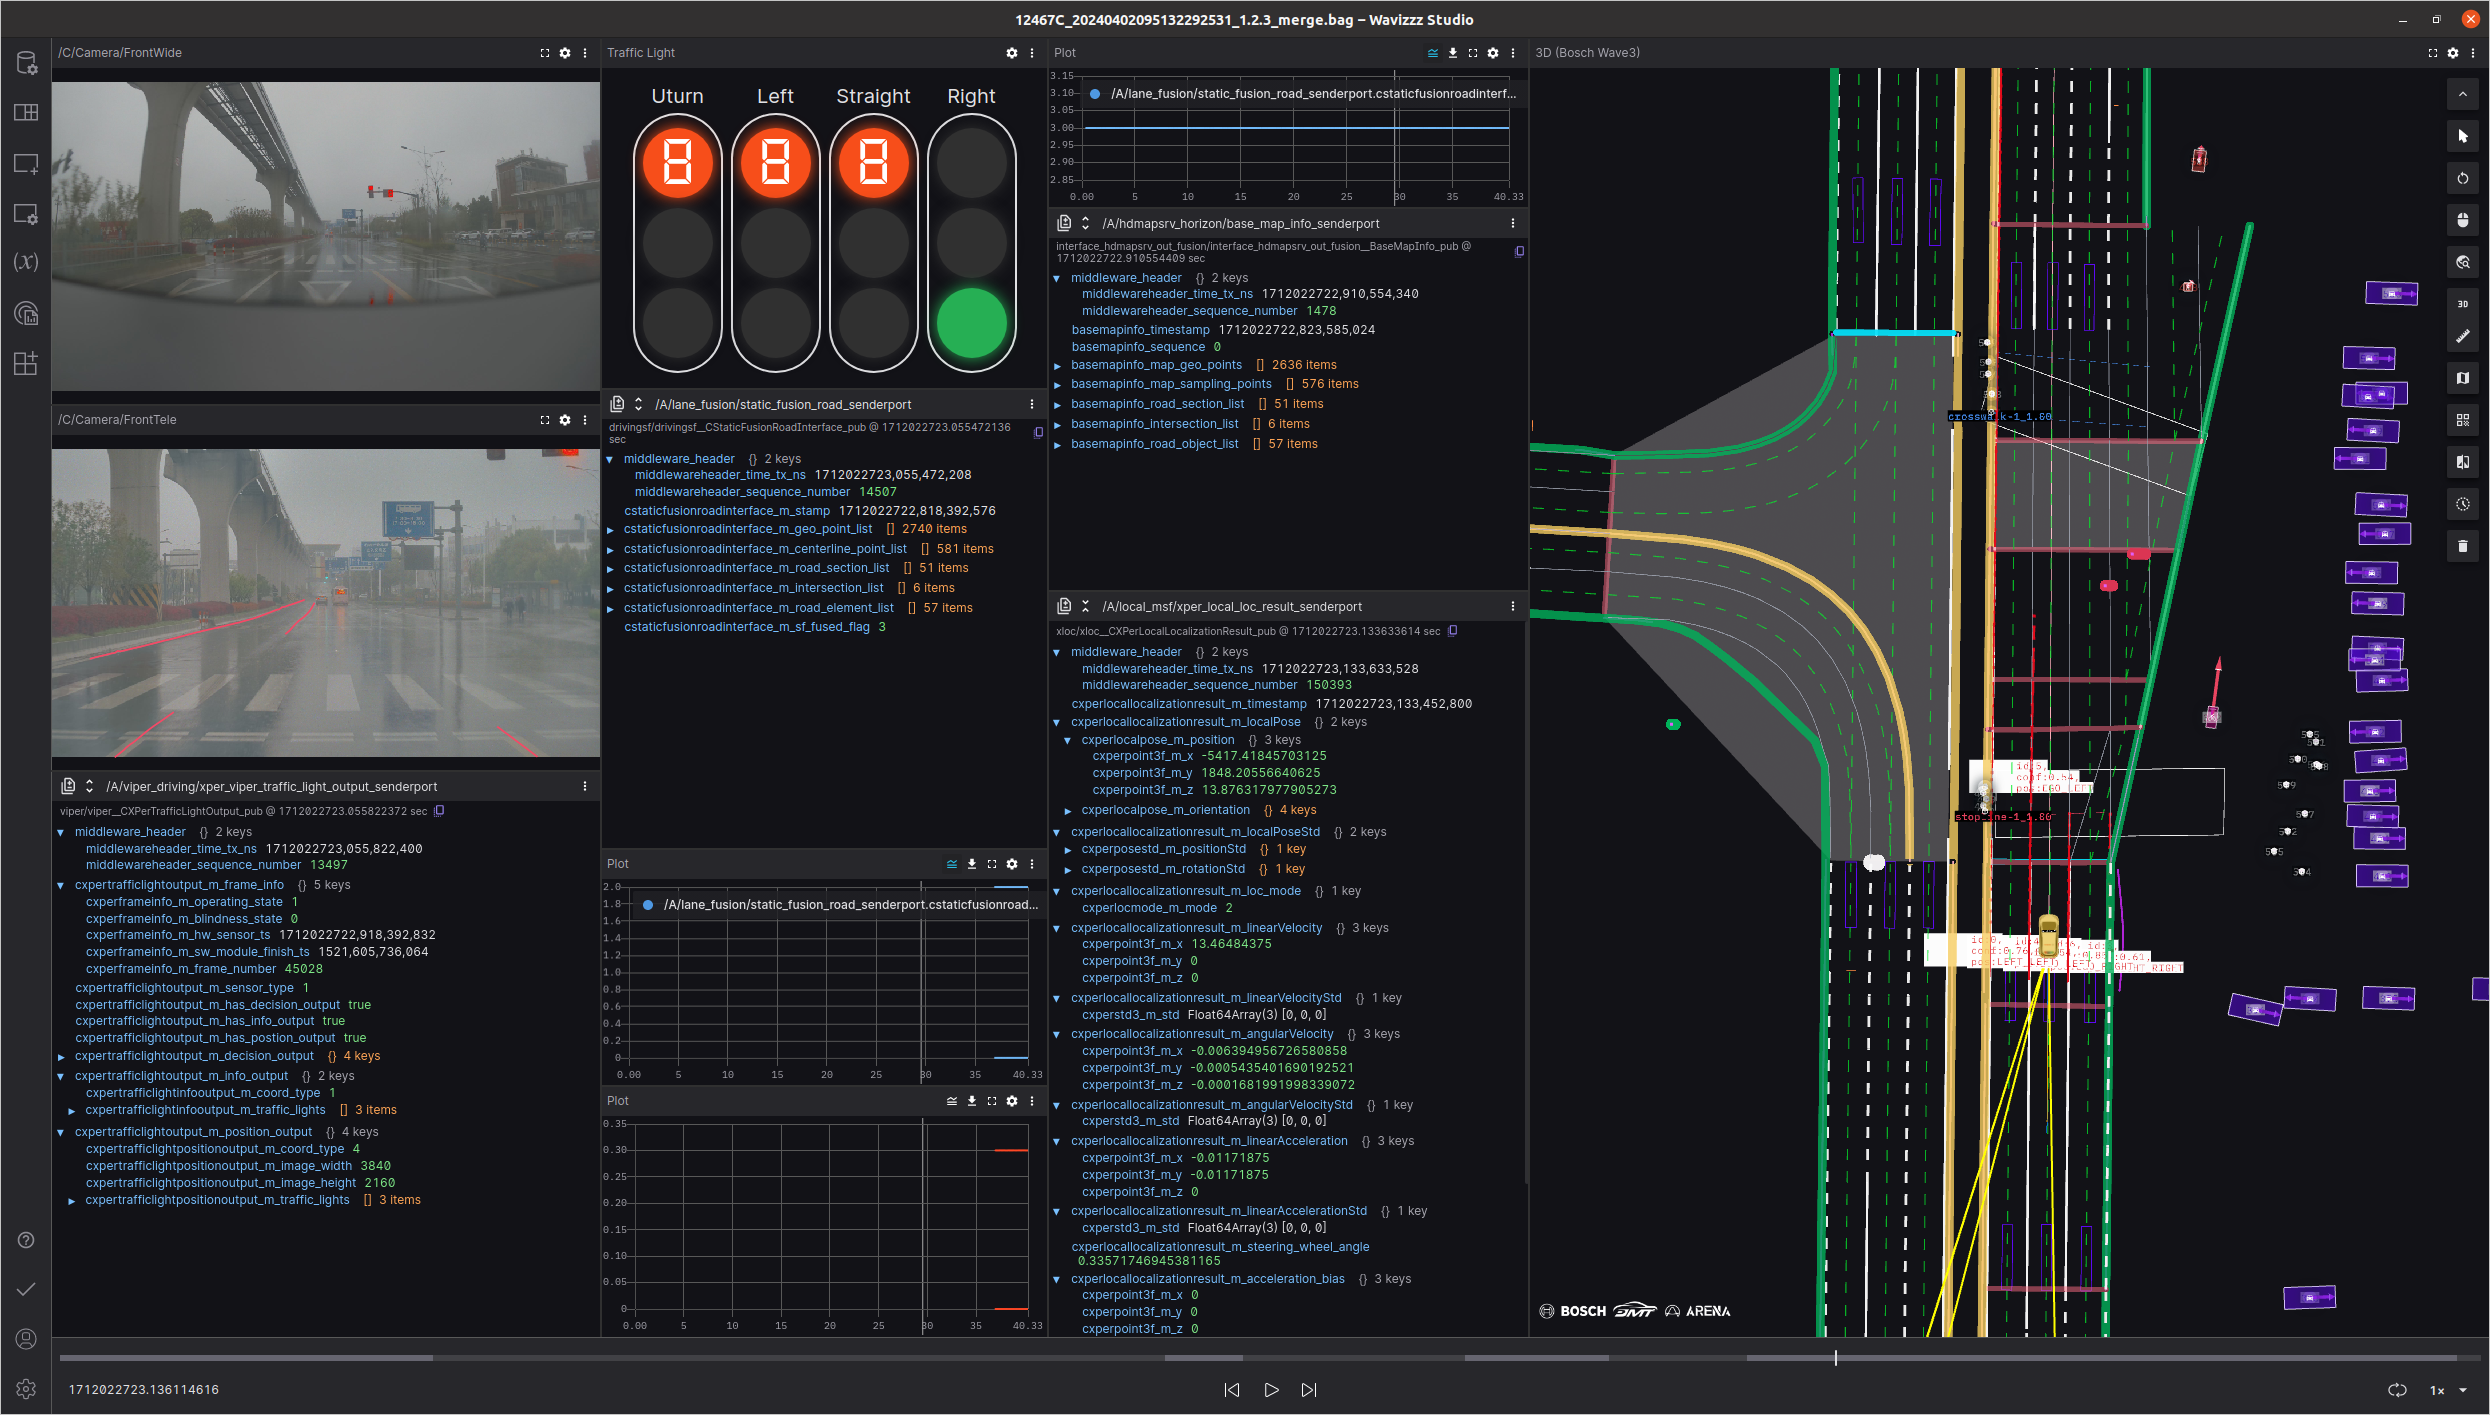 12467C_20240402095132292531_1.2.3_merge.bag – Wavizzz Studio
/C/Camera/FrontWide
Traffic Light
Uturn Left Straight Right
8 8 8
/A/lane_fusion/static_fusion_road_senderport
drivingsf/drivingsf__CStaticFusionRoadInterface_pub @ 1712022723.055472136
sec
middleware_header {} 2 keys
middlewareheader_time_tx_ns 1712022723,055,472,208
middlewareheader_sequence_number 14507
cstaticfusionroadinterface_m_stamp 1712022722,818,392,576
cstaticfusionroadinterface_m_geo_point_list [] 2740 items
cstaticfusionroadinterface_m_centerline_point_list [] 581 items
cstaticfusionroadinterface_m_road_section_list [] 51 items
cstaticfusionroadinterface_m_intersection_list [] 6 items
cstaticfusionroadinterface_m_road_element_list [] 57 items
cstaticfusionroadinterface_m_sf_fused_flag 3
/C/Camera/FrontTele
/A/viper_driving/xper_viper_traffic_light_output_senderport
viper/viper__CXPerTrafficLightOutput_pub @ 1712022723.055822372 sec
middleware_header {} 2 keys
middlewareheader_time_tx_ns 1712022723,055,822,400
middlewareheader_sequence_number 13497
cxpertrafficlightoutput_m_frame_info {} 5 keys
cxperframeinfo_m_operating_state 1
cxperframeinfo_m_blindness_state 0
cxperframeinfo_m_hw_sensor_ts 1712022722,918,392,832
cxperframeinfo_m_sw_module_finish_ts 1521,605,736,064
cxperframeinfo_m_frame_number 45028
cxpertrafficlightoutput_m_sensor_type 1
cxpertrafficlightoutput_m_has_decision_output true
cxpertrafficlightoutput_m_has_info_output true
cxpertrafficlightoutput_m_has_postion_output true
cxpertrafficlightoutput_m_decision_output {} 4 keys
cxpertrafficlightoutput_m_info_output {} 2 keys
cxpertrafficlightinfooutput_m_coord_type 1
cxpertrafficlightinfooutput_m_traffic_lights [] 3 items
cxpertrafficlightoutput_m_position_output {} 4 keys
cxpertrafficlightpositionoutput_m_coord_type 4
cxpertrafficlightpositionoutput_m_image_width 3840
cxpertrafficlightpositionoutput_m_image_height 2160
cxpertrafficlightpositionoutput_m_traffic_lights [] 3 items
Plot
/A/lane_fusion/static_fusion_road_senderport.cstaticfusionroad...
2.0
1.8
1.6
1.4
1.2
1.0
0.8
0.6
0.4
0.2
0
0.00 5 10 15 20 25 30 35 40.33
Plot
0.35
0.30
0.25
0.20
0.15
0.10
0.05
0
0.00 5 10 15 20 25 30 35 40.33
Plot
/A/lane_fusion/static_fusion_road_senderport.cstaticfusionroadinterf...
3.15
3.10
3.05
3.00
2.95
2.90
2.85
0.00 5 10 15 20 25 30 35 40.33
/A/hdmapsrv_horizon/base_map_info_senderport
interface_hdmapsrv_out_fusion/interface_hdmapsrv_out_fusion__BaseMapInfo_pub @
1712022722.910554409 sec
middleware_header {} 2 keys
middlewareheader_time_tx_ns 1712022722,910,554,340
middlewareheader_sequence_number 1478
basemapinfo_timestamp 1712022722,823,585,024
basemapinfo_sequence 0
basemapinfo_map_geo_points [] 2636 items
basemapinfo_map_sampling_points [] 576 items
basemapinfo_road_section_list [] 51 items
basemapinfo_intersection_list [] 6 items
basemapinfo_road_object_list [] 57 items
/A/local_msf/xper_local_loc_result_senderport
xloc/xloc__CXPerLocalLocalizationResult_pub @ 1712022723.133633614 sec
middleware_header {} 2 keys
middlewareheader_time_tx_ns 1712022723,133,633,528
middlewareheader_sequence_number 150393
cxperlocallocalizationresult_m_timestamp 1712022723,133,452,800
cxperlocallocalizationresult_m_localPose {} 2 keys
cxperlocalpose_m_position {} 3 keys
cxperpoint3f_m_x -5417.41845703125
cxperpoint3f_m_y 1848.20556640625
cxperpoint3f_m_z 13.876317977905273
cxperlocalpose_m_orientation {} 4 keys
cxperlocallocalizationresult_m_localPoseStd {} 2 keys
cxperposestd_m_positionStd {} 1 key
cxperposestd_m_rotationStd {} 1 key
cxperlocallocalizationresult_m_loc_mode {} 1 key
cxperlocmode_m_mode 2
cxperlocallocalizationresult_m_linearVelocity {} 3 keys
cxperpoint3f_m_x 13.46484375
cxperpoint3f_m_y 0
cxperpoint3f_m_z 0
cxperlocallocalizationresult_m_linearVelocityStd {} 1 key
cxperstd3_m_std Float64Array(3) [0, 0, 0]
cxperlocallocalizationresult_m_angularVelocity {} 3 keys
cxperpoint3f_m_x -0.006394956726580858
cxperpoint3f_m_y -0.0005435401690192521
cxperpoint3f_m_z -0.0001681991998339072
cxperlocallocalizationresult_m_angularVelocityStd {} 1 key
cxperstd3_m_std Float64Array(3) [0, 0, 0]
cxperlocallocalizationresult_m_linearAcceleration {} 3 keys
cxperpoint3f_m_x -0.01171875
cxperpoint3f_m_y -0.01171875
cxperpoint3f_m_z 0
cxperlocallocalizationresult_m_linearAccelerationStd {} 1 key
cxperstd3_m_std Float64Array(3) [0, 0, 0]
cxperlocallocalizationresult_m_steering_wheel_angle
0.33571746945381165
cxperlocallocalizationresult_m_acceleration_bias {} 3 keys
cxperpoint3f_m_x 0
cxperpoint3f_m_y 0
cxperpoint3f_m_z 0
3D (Bosch Wave3)
3D
crosswalk-1_1.00
id:5,
conf:0.54,
pos:EGO_LEFT
BOSCH
ARENA
1712022723.136114616
1×